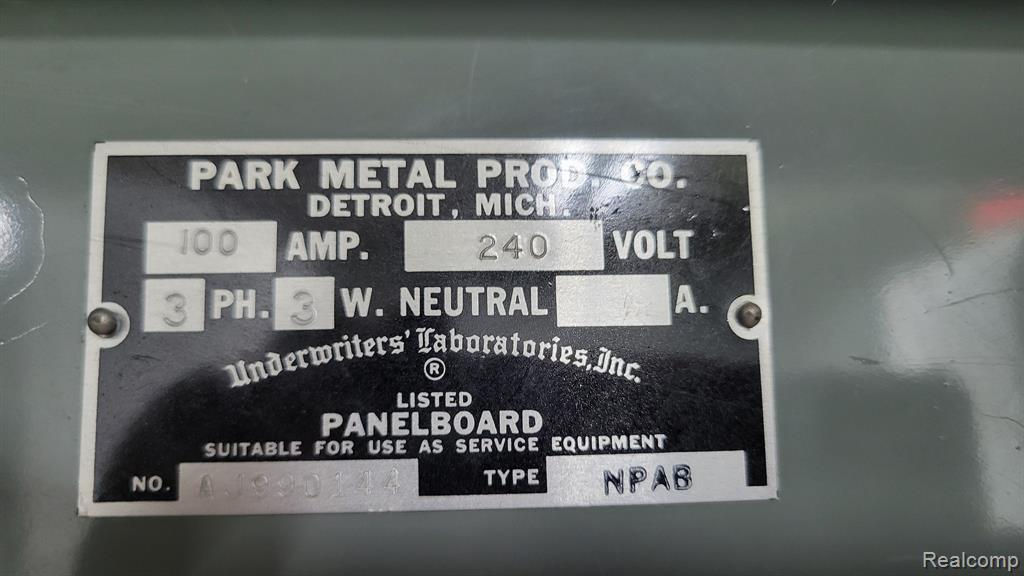 PARK METAL PROD. CO.
DETROIT, MICH.
100 AMP. 240 VOLT
3 PH. 3 W. NEUTRAL A.
Underwriters' Laboratories, Inc.
®
LISTED
PANELBOARD
SUITABLE FOR USE AS SERVICE EQUIPMENT
NO. AJ990144 TYPE NPAB
Realcomp